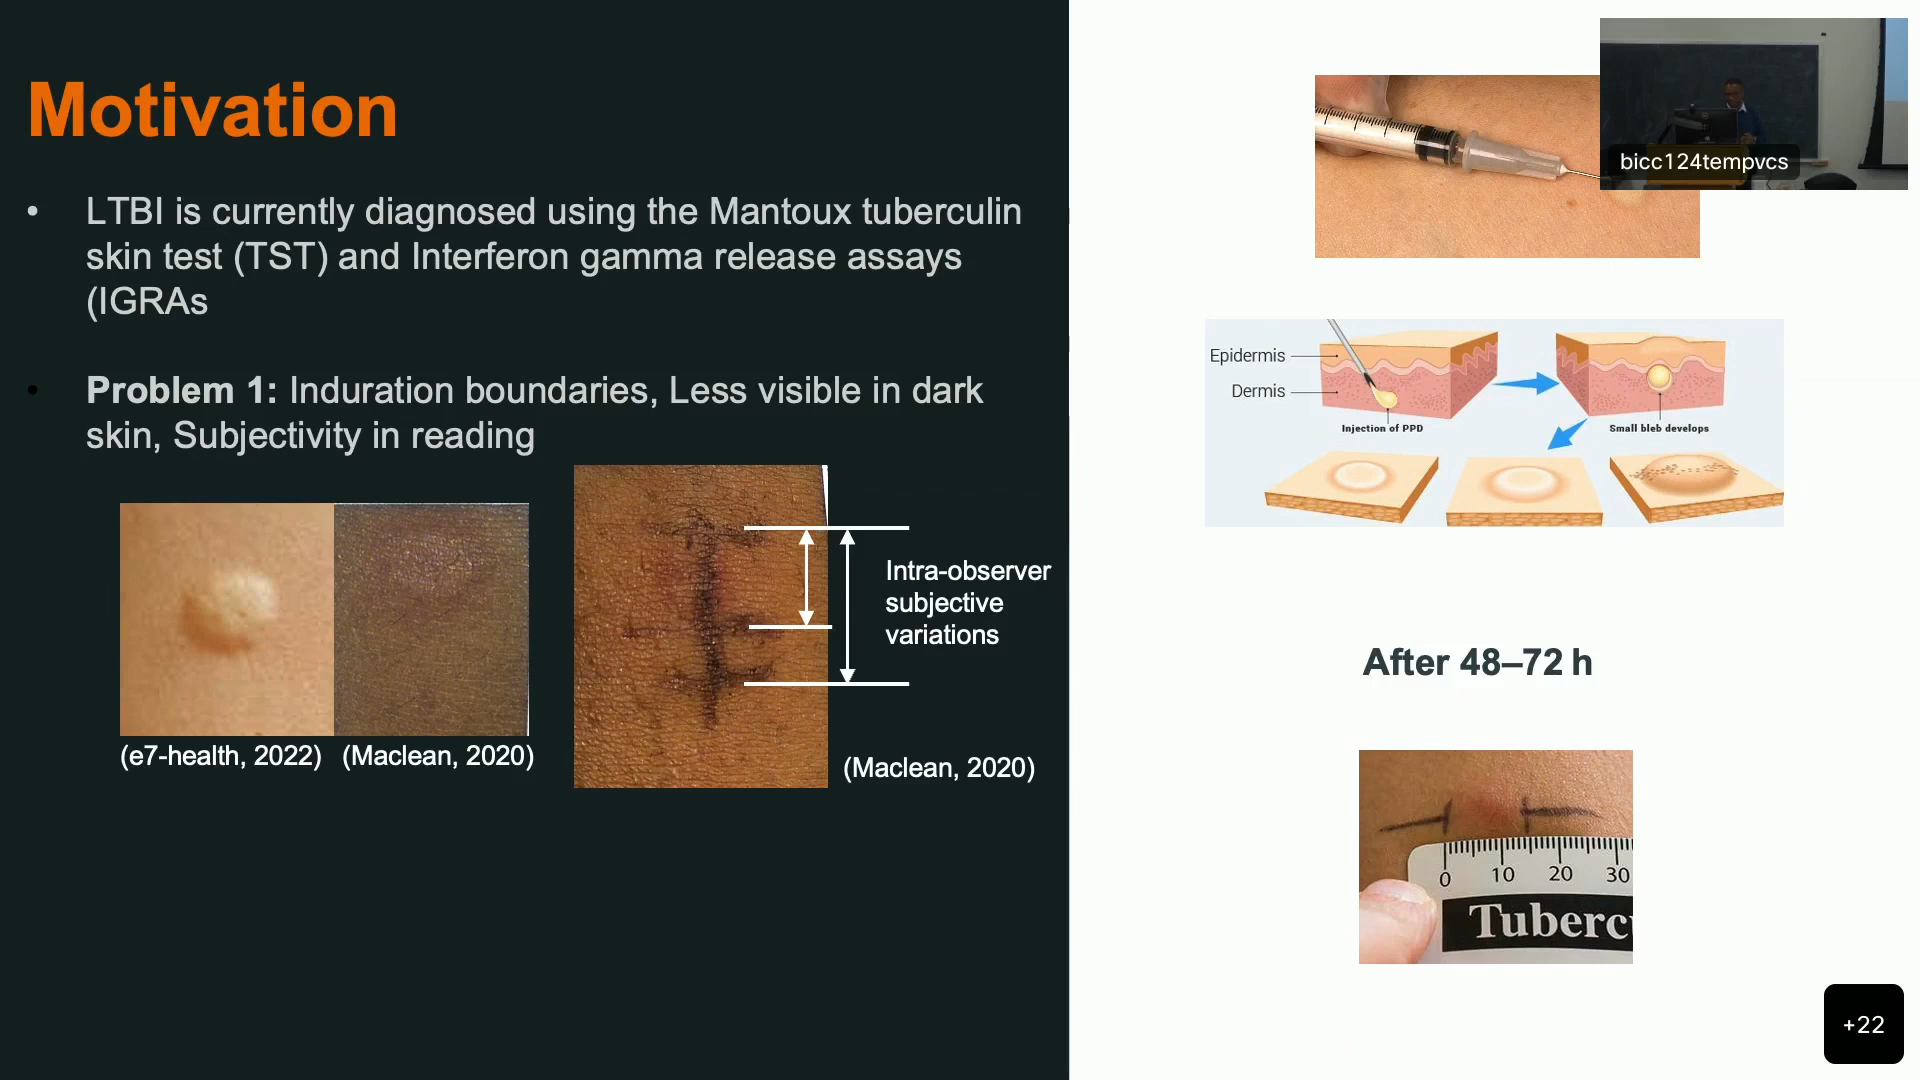 Motivation
• LTBI is currently diagnosed using the Mantoux tuberculin
skin test (TST) and Interferon gamma release assays
(IGRAs
• Problem 1: Induration boundaries, Less visible in dark
skin, Subjectivity in reading
Intra-observer
subjective
variations
(e7-health, 2022) (Maclean, 2020)
(Maclean, 2020)
bicc124tempvcs
Epidermis
Dermis
Injection of PPD
Small bleb develops
After 48–72 h
0 10 20 30
Tuberc
+22